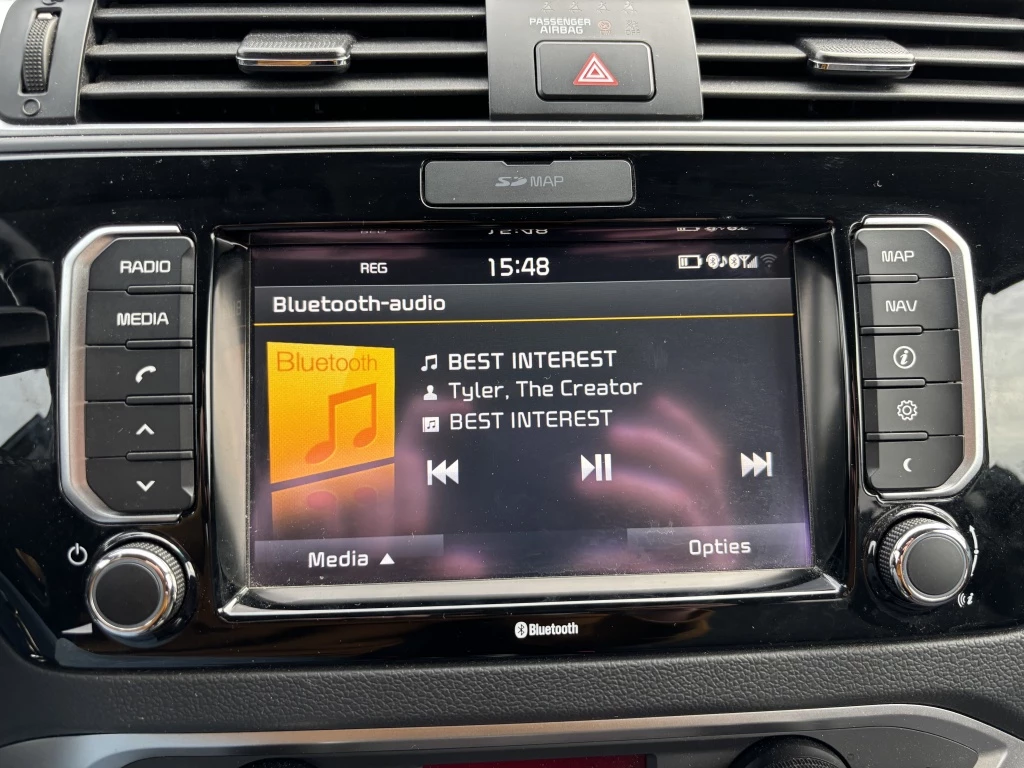 PASSENGER
AIRBAG
SD MAP
RADIO
MEDIA
REG
15:48
Bluetooth-audio
Bluetooth
BEST INTEREST
Tyler, The Creator
BEST INTEREST
Media
Opties
MAP
NAV
Bluetooth